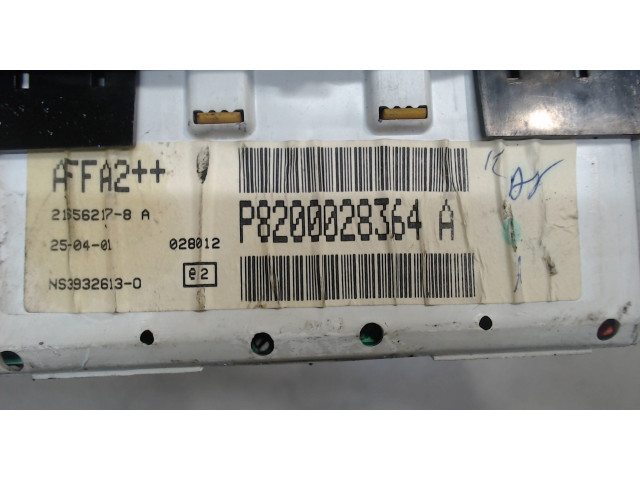 AFFA2++
21556217-8 A
25-04-01 028012
NS3932613-0
e2
P8200028364 A